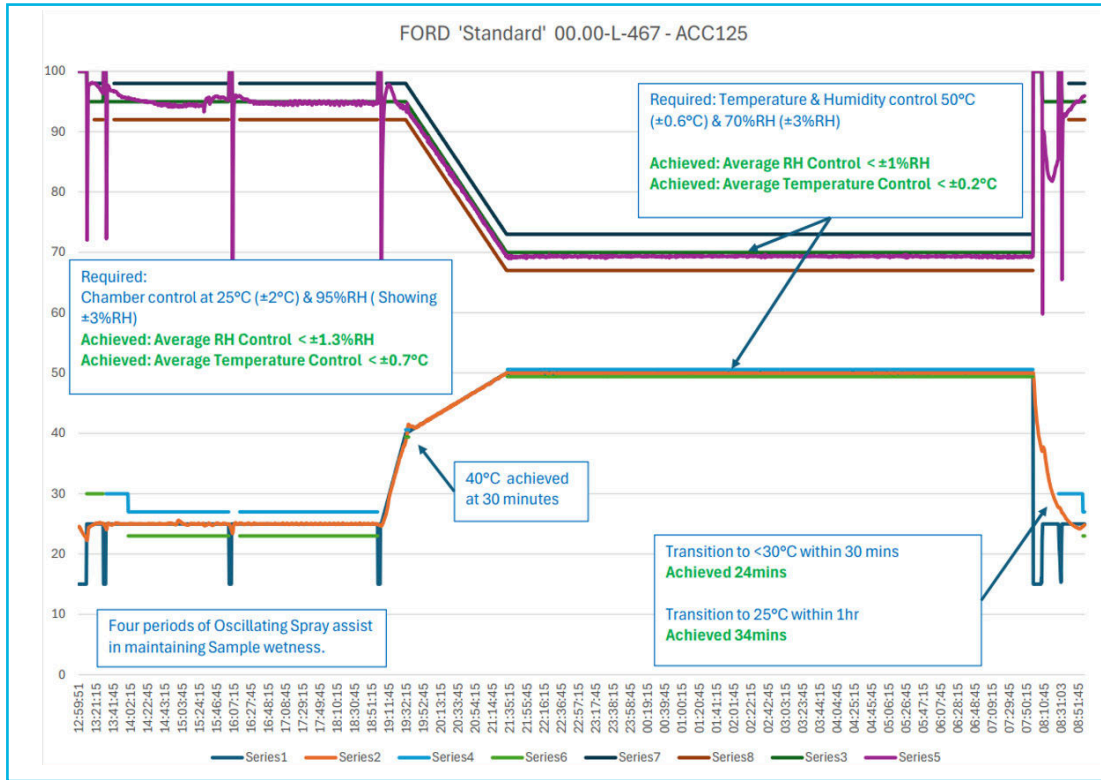 FORD 'Standard' 00.00-L-467 - ACC125
100
90
80
70
60
50
40
30
20
10
0
Required: Temperature & Humidity control 50°C
(±0.6°C) & 70%RH (±3%RH)
Achieved: Average RH Control < ±1%RH
Achieved: Average Temperature Control < ±0.2°C
Required:
Chamber control at 25°C (±2°C) & 95%RH ( Showing
±3%RH)
Achieved: Average RH Control < ±1.3%RH
Achieved: Average Temperature Control < ±0.7°C
40°C achieved
at 30 minutes
Transition to <30°C within 30 mins
Achieved 24mins
Transition to 25°C within 1hr
Achieved 34mins
Four periods of Oscillating Spray assist
in maintaining Sample wetness.
12:59:51
13:21:15
13:41:45
14:02:15
14:22:45
14:43:15
15:03:45
15:24:15
15:46:45
16:07:15
16:27:45
16:48:15
17:08:45
17:29:15
17:49:45
18:10:15
18:30:45
18:51:15
19:11:45
19:32:15
19:52:45
20:13:15
20:33:45
21:14:45
21:35:15
21:55:45
22:16:15
22:36:45
22:57:15
23:17:45
23:38:15
23:58:45
00:19:15
00:39:45
01:00:15
01:20:45
01:41:15
02:01:45
02:22:15
02:42:45
03:03:15
03:23:45
03:44:15
04:04:45
04:25:15
04:45:45
05:06:15
05:26:45
05:47:15
06:07:45
06:28:15
06:48:45
07:09:15
07:29:45
07:50:15
08:10:45
08:31:03
08:51:45
Series1
Series2
Series4
Series6
Series7
Series8
Series3
Series5